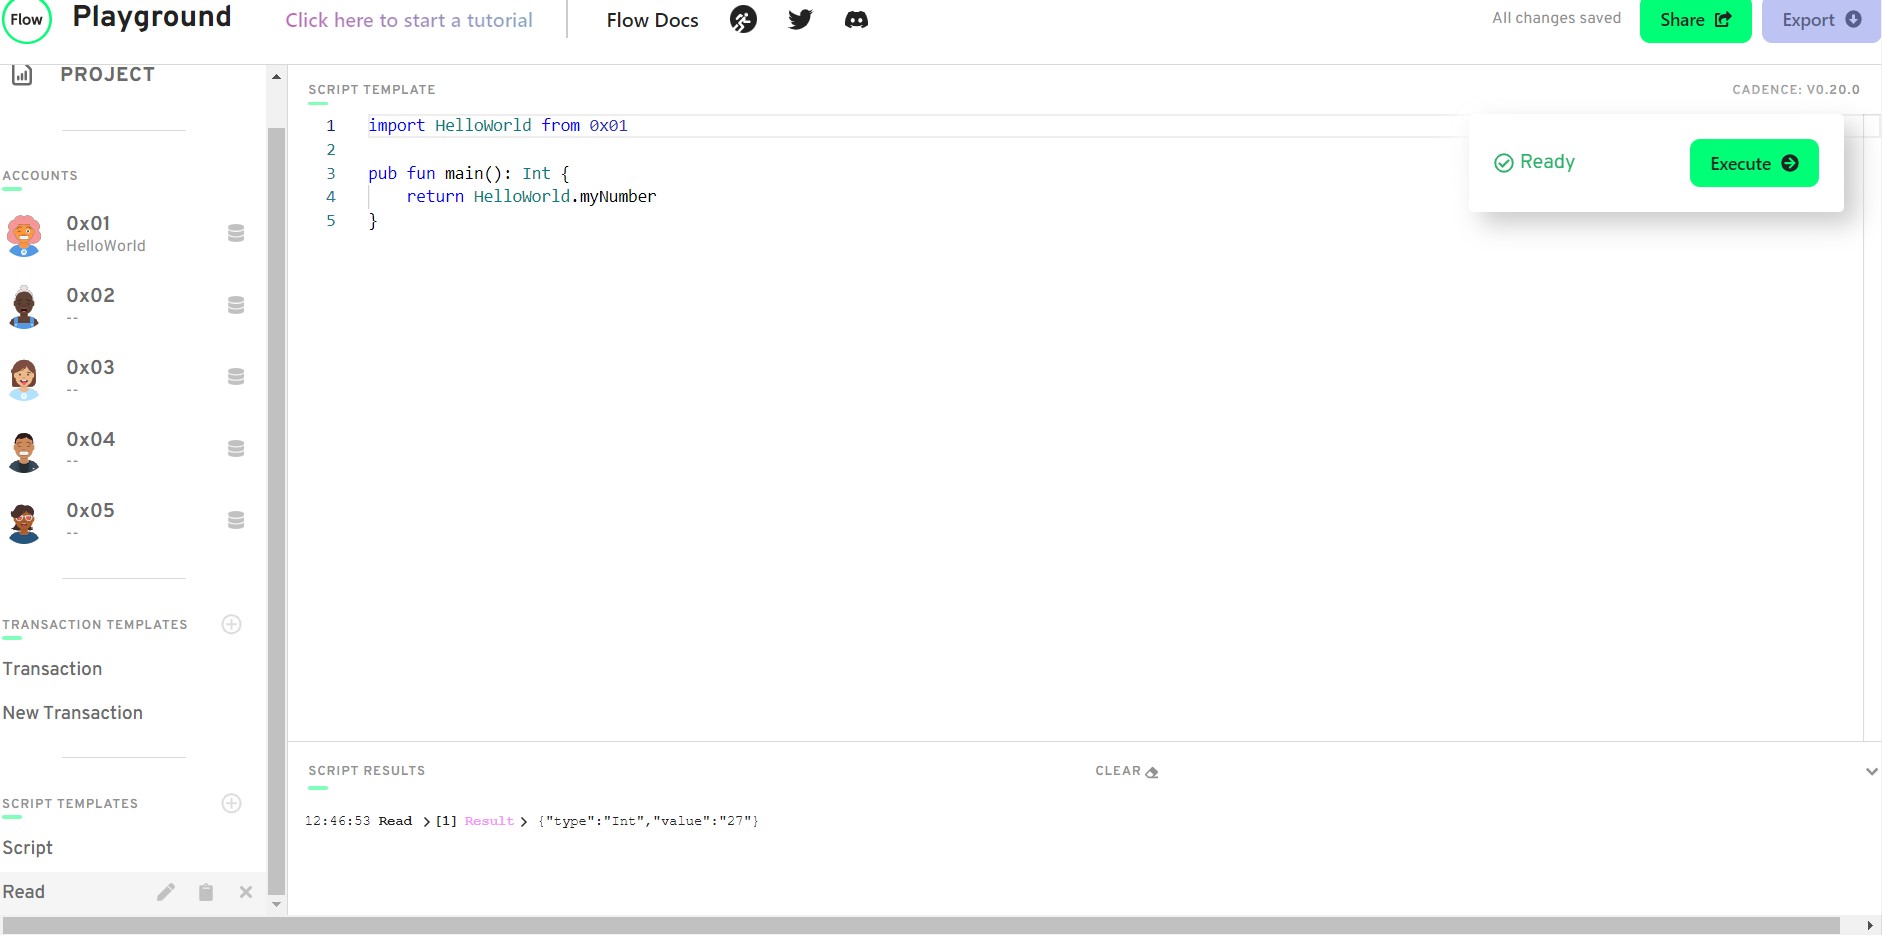 Flow Playground Click here to start a tutorial Flow Docs All changes saved Share Export
PROJECT
ACCOUNTS
0x01
HelloWorld
0x02
--
0x03
--
0x04
--
0x05
--
TRANSACTION TEMPLATES
Transaction
New Transaction
SCRIPT TEMPLATES
Script
Read
SCRIPT TEMPLATE CADENCE: V0.20.0
1 import HelloWorld from 0x01
2
3 pub fun main(): Int {
4 return HelloWorld.myNumber
5 }
Ready Execute
SCRIPT RESULTS CLEAR
12:46:53 Read >[1] Result > {"type":"Int","value":"27"}